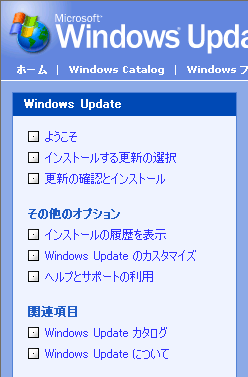 Microsoft
Windows Upda
ホーム | Windows Catalog | Windows フ
Windows Update
ようこそ
インストールする更新の選択
更新の確認とインストール
その他のオプション
インストールの履歴を表示
Windows Update のカスタマイズ
ヘルプとサポートの利用
関連項目
Windows Update カタログ
Windows Update について